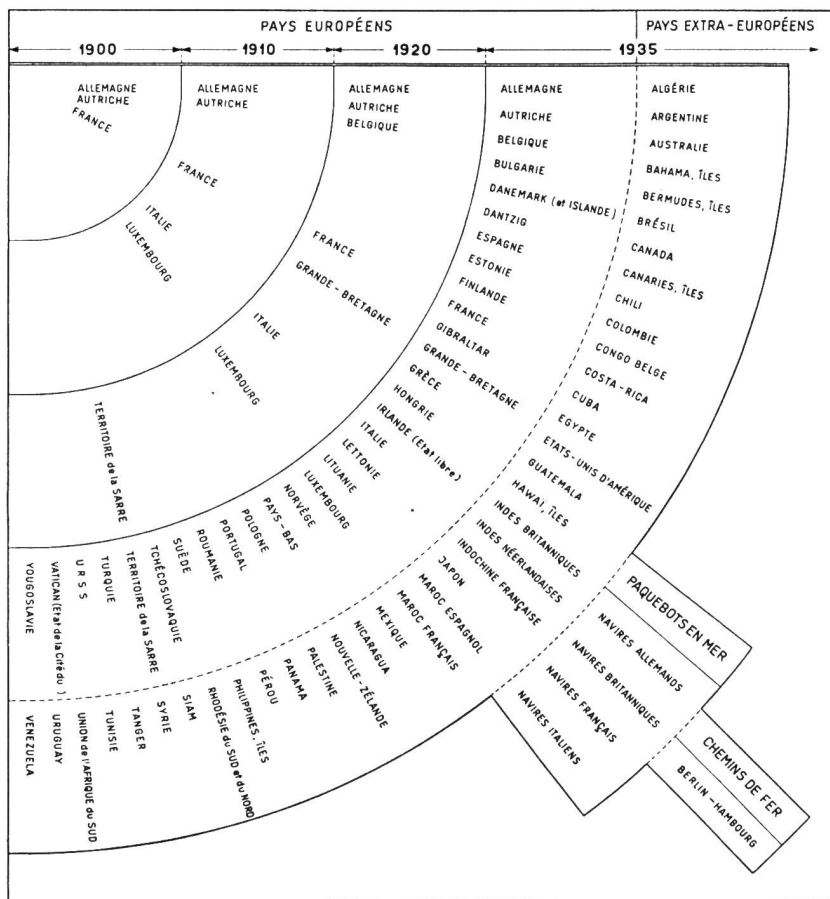 PAYS EUROPÉENS
PAYS EXTRA-EUROPÉENS
1900
1910
1920
1935
ALLEMAGNE
AUTRICHE
FRANCE
ITALIE
LUXEMBOURG
ALLEMAGNE
AUTRICHE
FRANCE
ITALIE
LUXEMBOURG
ALLEMAGNE
AUTRICHE
BELGIQUE
FRANCE
GRANDE-BRETAGNE
ITALIE
LUXEMBOURG
TERRITOIRE de la SARRE
ALLEMAGNE
AUTRICHE
BELGIQUE
BULGARIE
DANEMARK (et ISLANDE)
DANTZIG
ESPAGNE
ESTONIE
FINLANDE
FRANCE
GIBRALTAR
GRANDE-BRETAGNE
GRÈCE
HONGRIE
IRLANDE (Etat libre)
ITALIE
LETTONIE
LITUANIE
LUXEMBOURG
NORVÈGE
PAYS-BAS
POLOGNE
PORTUGAL
ROUMANIE
SUÈDE
TCHÉCOSLOVAQUIE
TERRITOIRE de la SARRE
TURQUIE
U R S S
VATICAN (Etat de la Cité du)
YOUGOSLAVIE
ALGÉRIE
ARGENTINE
AUSTRALIE
BAHAMA, ÎLES
BERMUDES, ÎLES
BRÉSIL
CANADA
CANARIES, ÎLES
CHILI
COLOMBIE
CONGO BELGE
COSTA-RICA
CUBA
EGYPTE
ETATS-UNIS D'AMÉRIQUE
GUATEMALA
HAWAÏ, ÎLES
INDES BRITANNIQUES
INDES NÉERLANDAISES
INDOCHINE FRANÇAISE
JAPON
MAROC ESPAGNOL
MAROC FRANÇAIS
MEXIQUE
NICARAGUA
NOUVELLE-ZÉLANDE
PALESTINE
PANAMA
PÉROU
PHILIPPINES, ÎLES
RHODÉSIE du SUD et du NORD
SIAM
SYRIE
TANGER
TUNISIE
UNION de l'AFRIQUE du SUD
URUGUAY
VENEZUELA
PAQUEBOTS EN MER
NAVIRES ALLEMANDS
NAVIRES BRITANNIQUES
NAVIRES FRANÇAIS
NAVIRES ITALIENS
CHEMINS DE FER
BERLIN-HAMBOURG